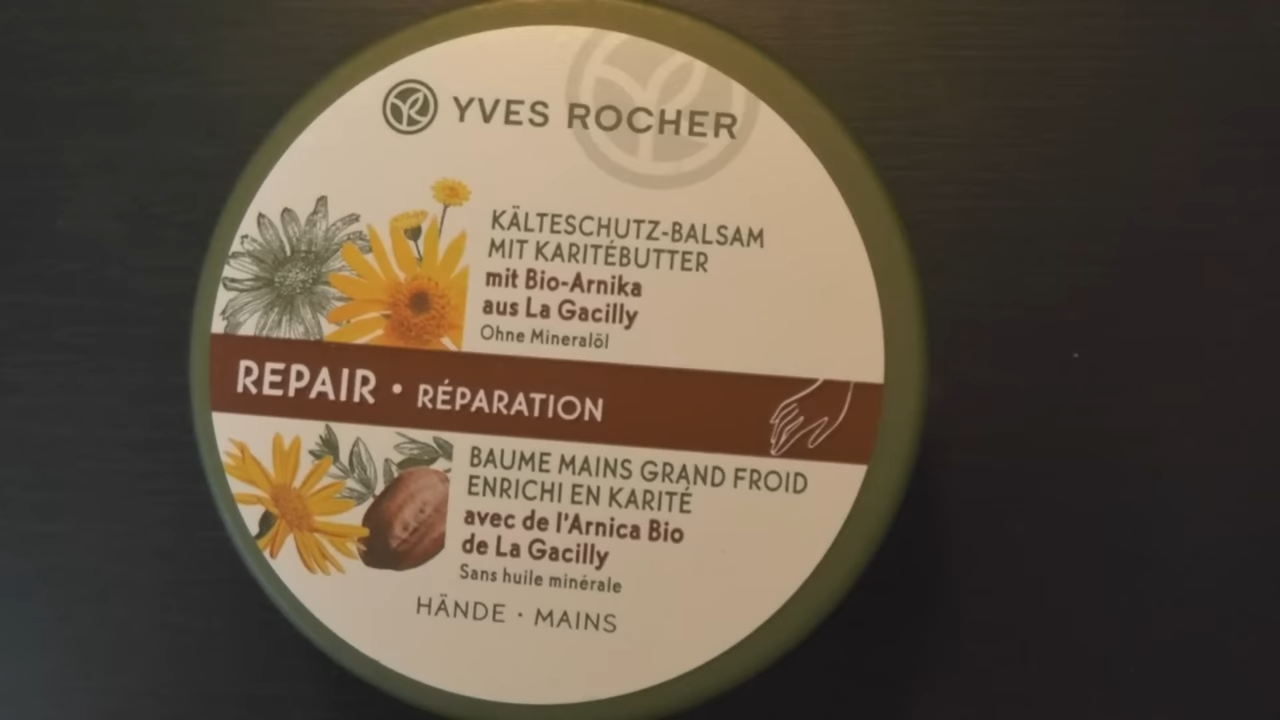 YVES ROCHER
KÄLTESCHUTZ-BALSAM
MIT KARITÉBUTTER
mit Bio-Arnika
aus La Gacilly
Ohne Mineralöl
REPAIR • RÉPARATION
BAUME MAINS GRAND FROID
ENRICHI EN KARITÉ
avec de l'Arnica Bio
de La Gacilly
Sans huile minérale
HÄNDE • MAINS